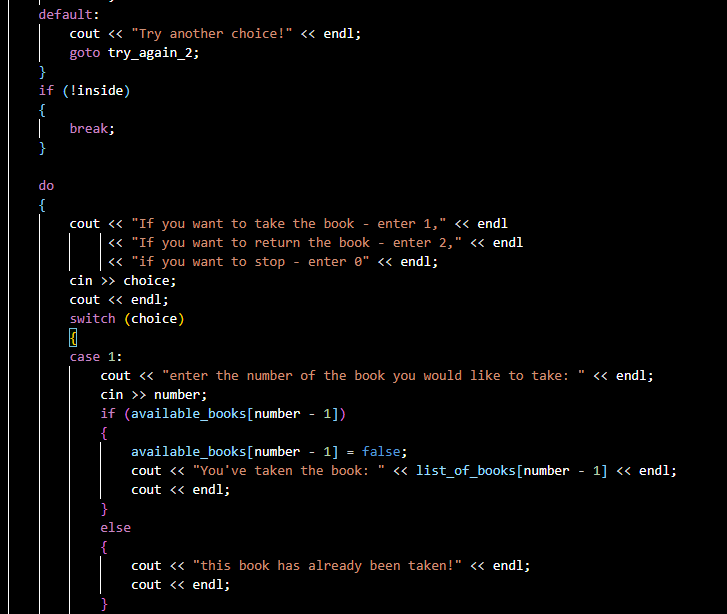 default:
cout << "Try another choice!" << endl;
goto try_again_2;
}
if (!inside)
{
break;
}
do
{
cout << "If you want to take the book - enter 1," << endl
<< "If you want to return the book - enter 2," << endl
<< "if you want to stop - enter 0" << endl;
cin >> choice;
cout << endl;
switch (choice)
{
case 1:
cout << "enter the number of the book you would like to take: " << endl;
cin >> number;
if (available_books[number - 1])
{
available_books[number - 1] = false;
cout << "You've taken the book: " << list_of_books[number - 1] << endl;
cout << endl;
}
else
{
cout << "this book has already been taken!" << endl;
cout << endl;
}